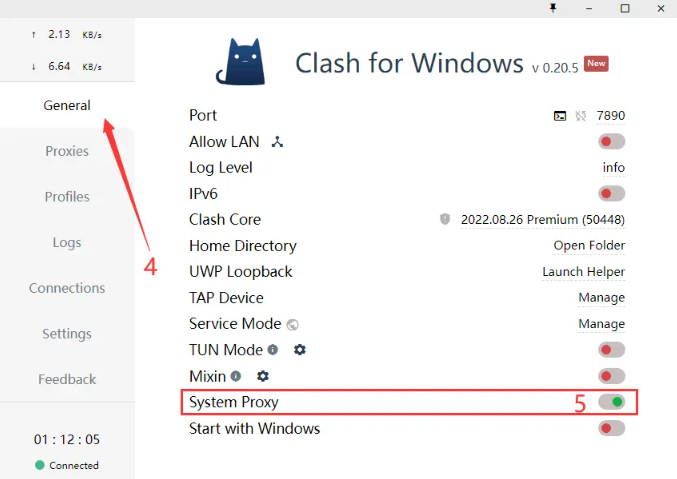 ↑ 2.13 KB/s
↓ 6.64 KB/s
General
Proxies
Profiles
Logs
Connections
Settings
Feedback
01 : 12 : 05
Connected
4
Clash for Windows v 0.20.5 New
Port 7890
Allow LAN
Log Level info
IPv6
Clash Core 2022.08.26 Premium (50448)
Home Directory Open Folder
UWP Loopback Launch Helper
TAP Device Manage
Service Mode Manage
TUN Mode
Mixin
System Proxy 5
Start with Windows